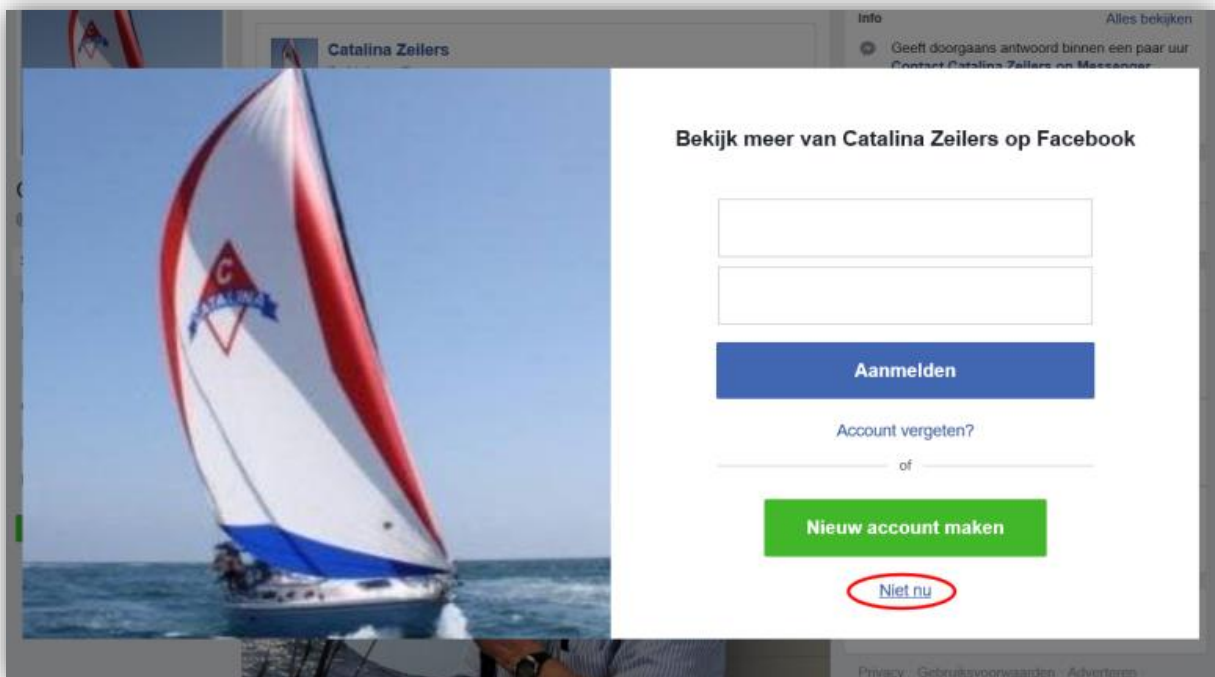 Info
Alles bekijken
Catalina Zeilers
Geeft doorgaans antwoord binnen een paar uur
Contact Catalina Zeilers op Messenger
C
CATALINA
Bekijk meer van Catalina Zeilers op Facebook
Aanmelden
Account vergeten?
of
Nieuw account maken
Niet nu
Privacy · Gebruiksvoorwaarden · Adverteren ·